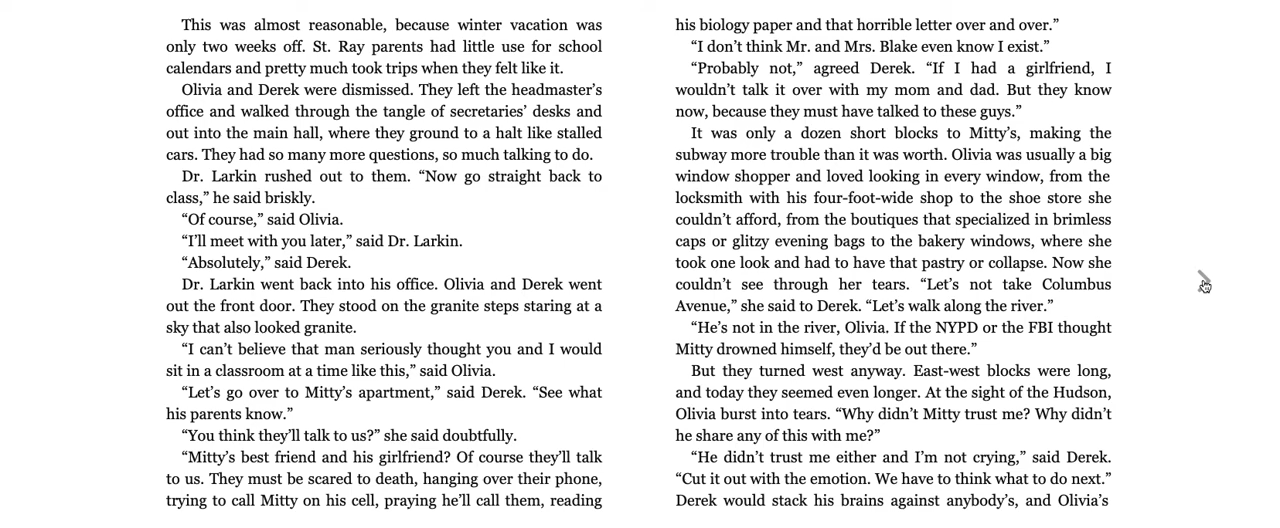 This was almost reasonable, because winter vacation was
only two weeks off. St. Ray parents had little use for school
calendars and pretty much took trips when they felt like it.
Olivia and Derek were dismissed. They left the headmaster’s
office and walked through the tangle of secretaries’ desks and
out into the main hall, where they ground to a halt like stalled
cars. They had so many more questions, so much talking to do.
Dr. Larkin rushed out to them. “Now go straight back to
class,” he said briskly.
“Of course,” said Olivia.
“I’ll meet with you later,” said Dr. Larkin.
“Absolutely,” said Derek.
Dr. Larkin went back into his office. Olivia and Derek went
out the front door. They stood on the granite steps staring at a
sky that also looked granite.
“I can’t believe that man seriously thought you and I would
sit in a classroom at a time like this,” said Olivia.
“Let’s go over to Mitty’s apartment,” said Derek. “See what
his parents know.”
“You think they’ll talk to us?” she said doubtfully.
“Mitty’s best friend and his girlfriend? Of course they’ll talk
to us. They must be scared to death, hanging over their phone,
trying to call Mitty on his cell, praying he’ll call them, reading
his biology paper and that horrible letter over and over.”
“I don’t think Mr. and Mrs. Blake even know I exist.”
“Probably not,” agreed Derek. “If I had a girlfriend, I
wouldn’t talk it over with my mom and dad. But they know
now, because they must have talked to these guys.”
It was only a dozen short blocks to Mitty’s, making the
subway more trouble than it was worth. Olivia was usually a big
window shopper and loved looking in every window, from the
locksmith with his four-foot-wide shop to the shoe store she
couldn’t afford, from the boutiques that specialized in brimless
caps or glitzy evening bags to the bakery windows, where she
took one look and had to have that pastry or collapse. Now she
couldn’t see through her tears. “Let’s not take Columbus
Avenue,” she said to Derek. “Let’s walk along the river.”
“He’s not in the river, Olivia. If the NYPD or the FBI thought
Mitty drowned himself, they’d be out there.”
But they turned west anyway. East-west blocks were long,
and today they seemed even longer. At the sight of the Hudson,
Olivia burst into tears. “Why didn’t Mitty trust me? Why didn’t
he share any of this with me?”
“He didn’t trust me either and I’m not crying,” said Derek.
“Cut it out with the emotion. We have to think what to do next.”
Derek would stack his brains against anybody’s, and Olivia’s